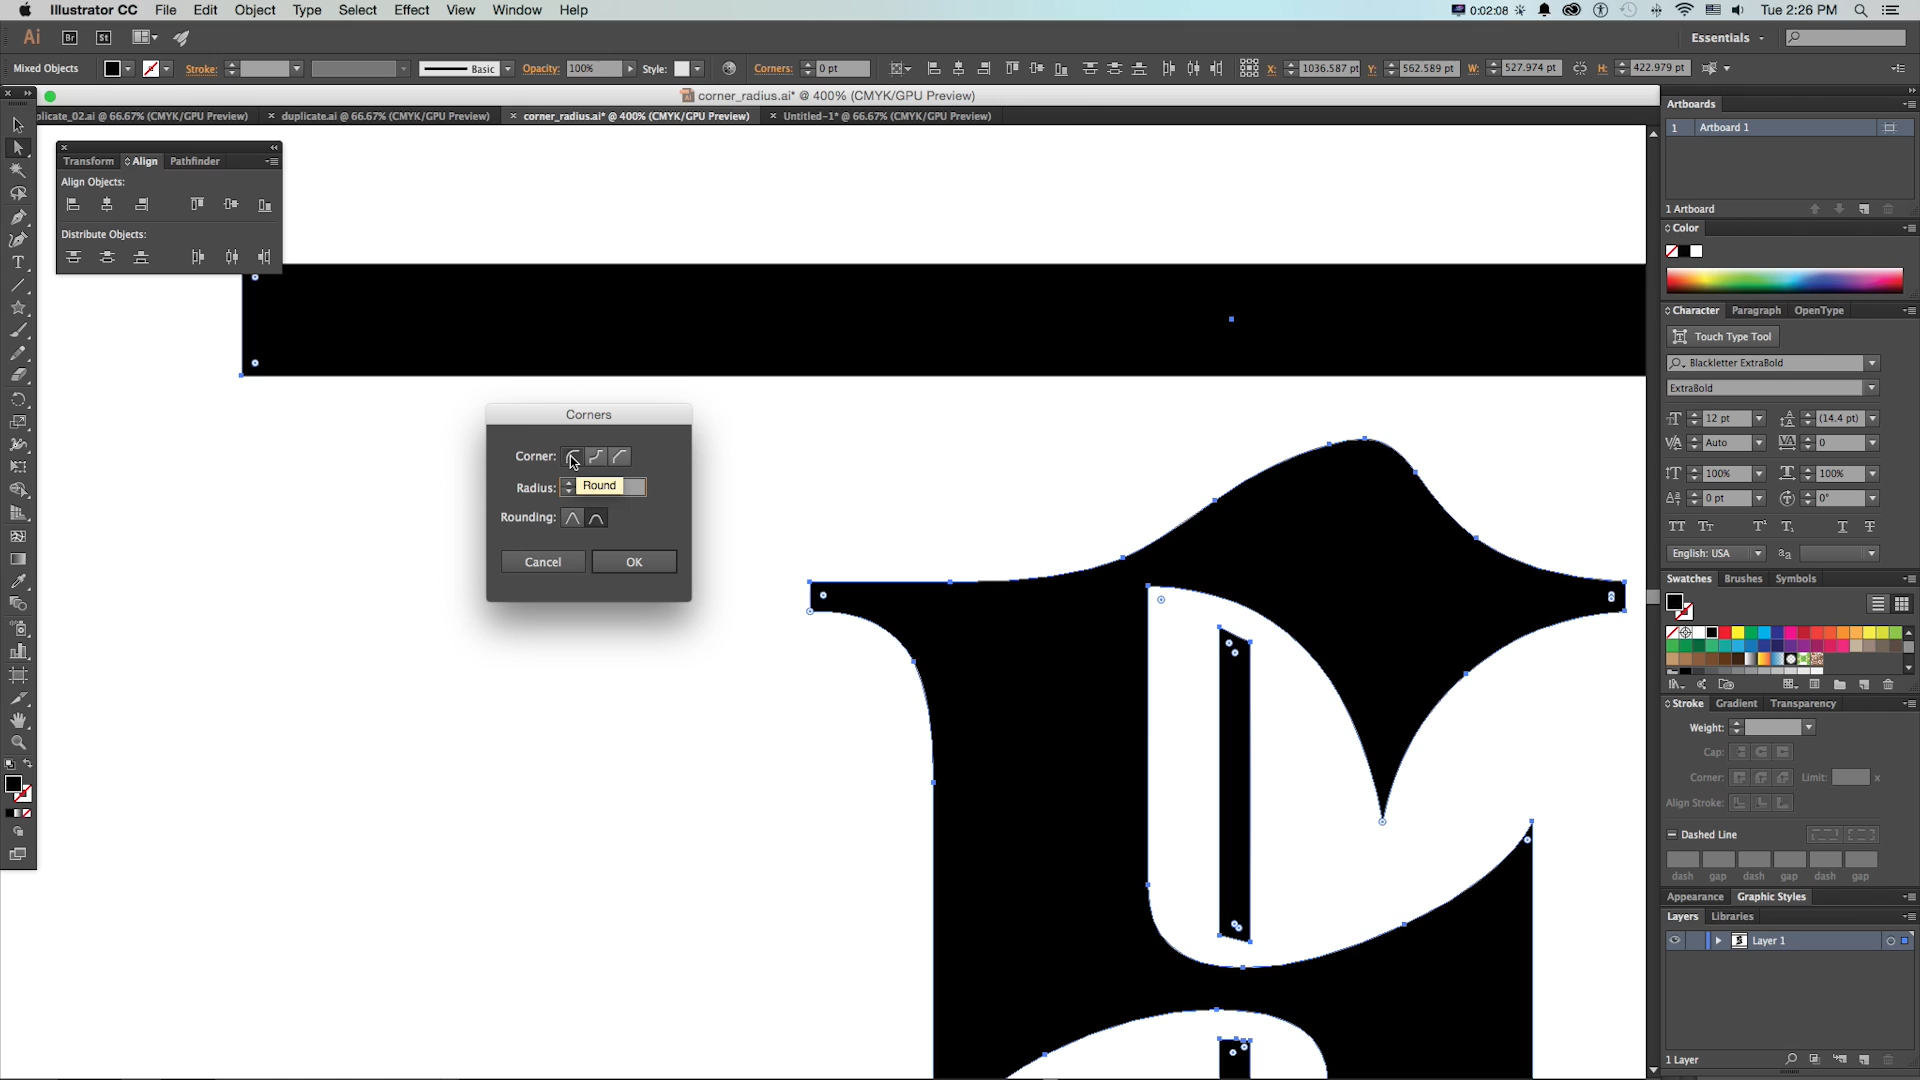 Illustrator CC File Edit Object Type Select Effect View Window Help 0:02:08 Tue 2:26 PM
Ai Br St Essentials
Mixed Objects Stroke: Basic Opacity: 100% Style: Corners: 0 pt X: 1036.587 pt Y: 562.589 pt W: 527.974 pt H: 422.979 pt
corner_radius.ai* @ 400% (CMYK/GPU Preview)
plicate_02.ai @ 66.67% (CMYK/GPU Preview) duplicate.ai @ 66.67% (CMYK/GPU Preview) corner_radius.ai* @ 400% (CMYK/GPU Preview) Untitled-1* @ 66.67% (CMYK/GPU Preview)
Transform Align Pathfinder
Align Objects:
Distribute Objects:
Corners
Corner:
Radius: Round
Rounding:
Cancel OK
Artboards
1 Artboard 1
1 Artboard
Color
Character Paragraph OpenType
Touch Type Tool
Blackletter ExtraBold
ExtraBold
12 pt (14.4 pt)
Auto 0
100% 100%
0 pt 0°
English: USA
Swatches Brushes Symbols
Stroke Gradient Transparency
Weight:
Cap:
Corner: Limit: x
Align Stroke:
Dashed Line
dash gap dash gap dash gap
Appearance Graphic Styles
Layers Libraries
Layer 1
1 Layer